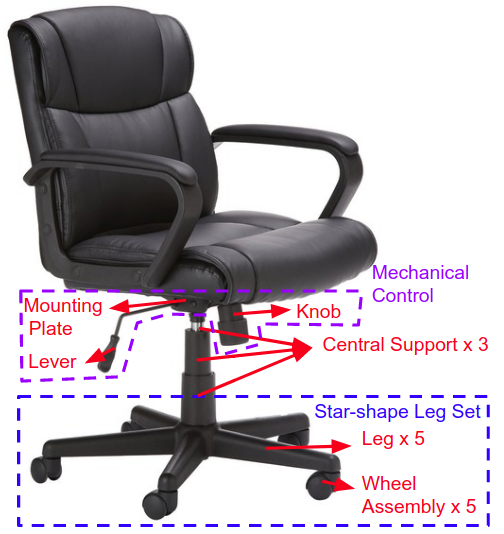 Mechanical
Control
Mounting
Plate
Knob
Lever
Central Support x 3
Star-shape Leg Set
Leg x 5
Wheel
Assembly x 5